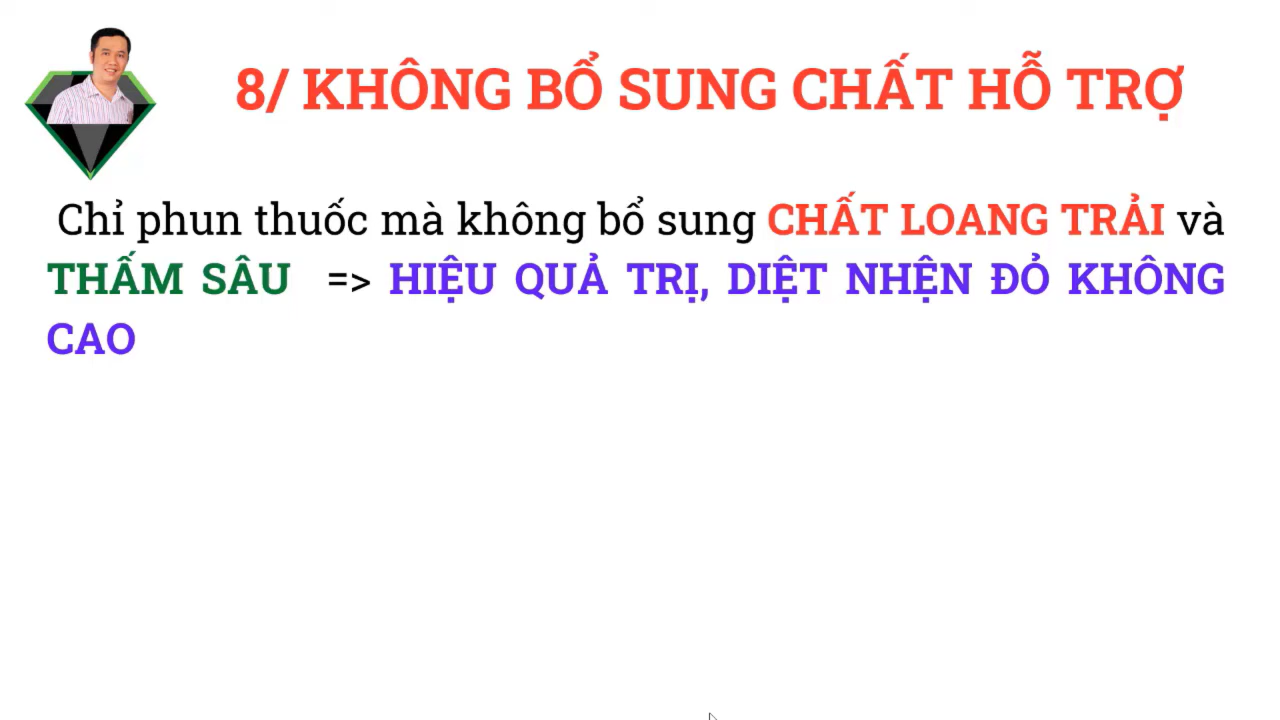 8/ KHÔNG BỔ SUNG CHẤT HỖ TRỢ
Chỉ phun thuốc mà không bổ sung CHẤT LOANG TRẢI và
THẤM SÂU => HIỆU QUẢ TRỊ, DIỆT NHỆN ĐỎ KHÔNG
CAO